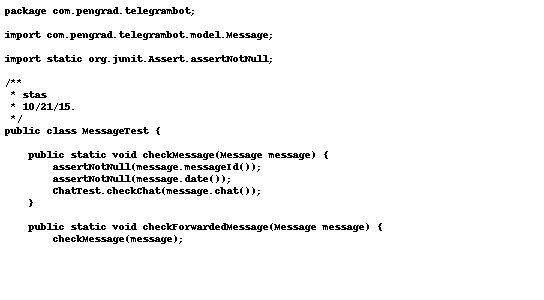 package com.pengrad.telegrambot;

import com.pengrad.telegrambot.model.Message;

import static org.junit.Assert.assertNotNull;

/**
 * stas
 * 10/21/15.
 */
public class MessageTest {

    public static void checkMessage(Message message) {
        assertNotNull(message.messageId());
        assertNotNull(message.date());
        ChatTest.checkChat(message.chat());
    }

    public static void checkForwardedMessage(Message message) {
        checkMessage(message);